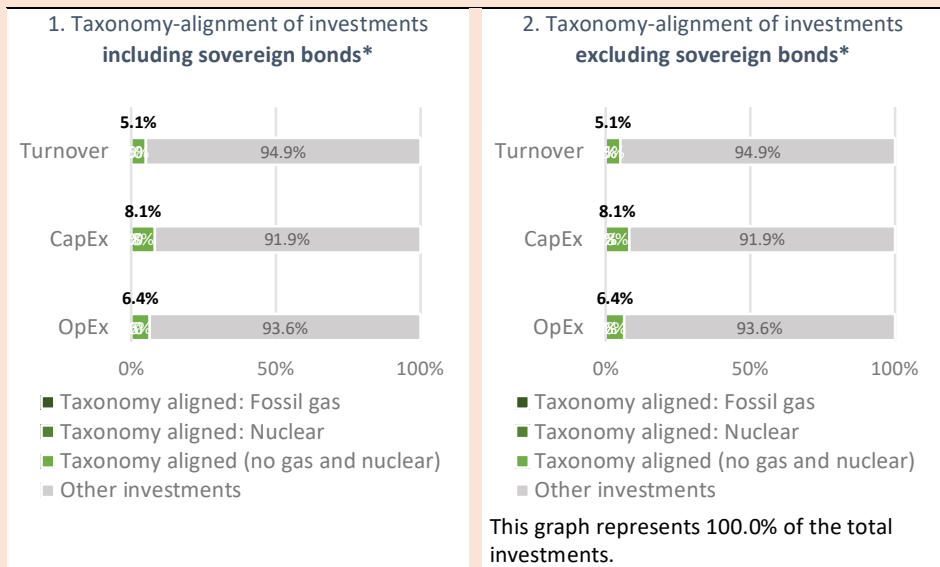 1. Taxonomy-alignment of investments
including sovereign bonds*
5.1%
Turnover
94.9%
8.1%
CapEx
91.9%
6.4%
OpEx
93.6%
0%
50%
100%
Taxonomy aligned: Fossil gas
Taxonomy aligned: Nuclear
Taxonomy aligned (no gas and nuclear)
Other investments
2. Taxonomy-alignment of investments
excluding sovereign bonds*
5.1%
Turnover
94.9%
8.1%
CapEx
91.9%
6.4%
OpEx
93.6%
0%
50%
100%
Taxonomy aligned: Fossil gas
Taxonomy aligned: Nuclear
Taxonomy aligned (no gas and nuclear)
Other investments
This graph represents 100.0% of the total
investments.